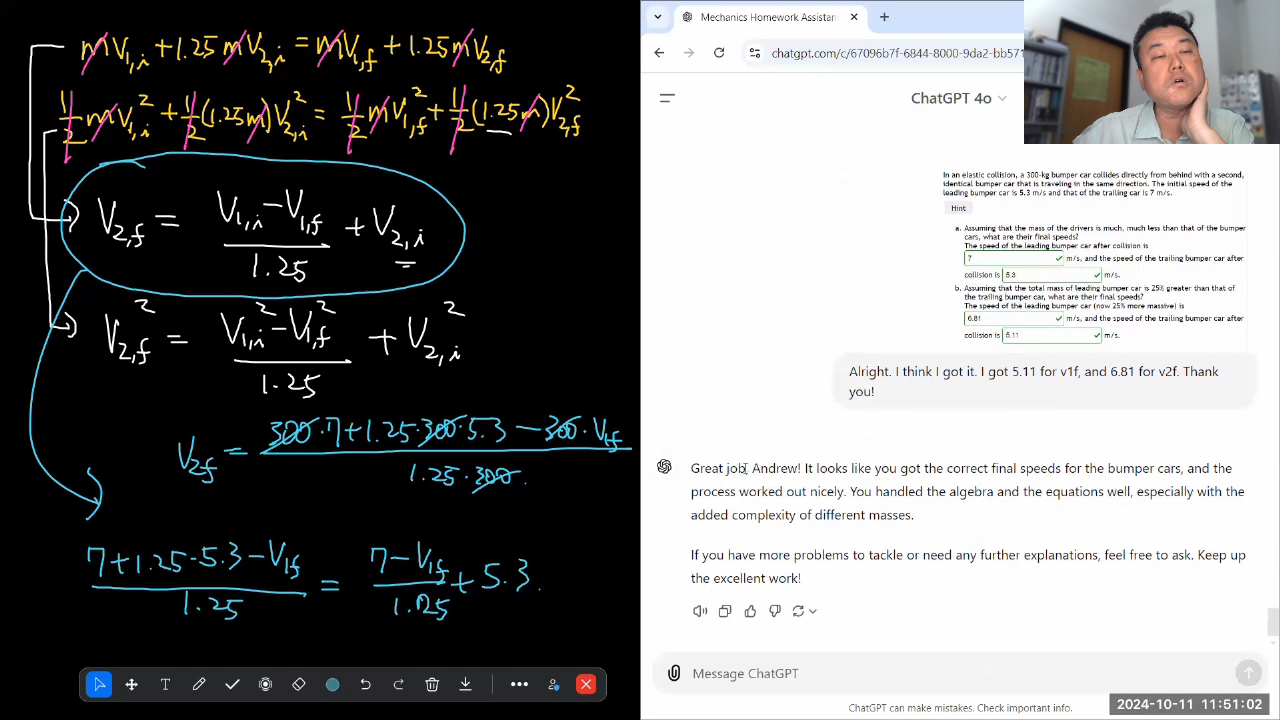 mV1,i + 1.25 mV2,i = mV1,f + 1.25 mV2,f
1/2 mV1,i² + 1/2 (1.25m)V2,i² = 1/2 mV1,f² + 1/2 (1.25m)V2,f²
V2,f = (V1,i - V1,f)/1.25 + V2,i
V2,f² = (V1,i² - V1,f²)/1.25 + V2,i²
V2f = (300·7 + 1.25·300·5.3 - 300·V1f)/(1.25·300)
(7 + 1.25·5.3 - V1f)/1.25 = (7 - V1f)/1.25 + 5.3
Mechanics Homework Assistan
chatgpt.com/c/67096b7f-6844-8000-9da2-bb571
ChatGPT 4o
In an elastic collision, a 300-kg bumper car collides directly from behind with a second,
identical bumper car that is traveling in the same direction. The initial speed of the
leading bumper car is 5.3 m/s and that of the trailing bumper car is 7 m/s.
Hint
a. Assuming that the mass of the drivers is much, much less than that of the bumper
cars, what are their final speeds?
The speed of the leading bumper car after collision is
7 m/s, and the speed of the trailing bumper car after
collision is 5.3 m/s.
b. Assuming that the total mass of leading bumper car is 25% greater than that of
the trailing bumper car, what are their final speeds?
The speed of the leading bumper car (now 25% more massive) is
6.81 m/s, and the speed of the trailing bumper car after
collision is 5.11 m/s.
Alright. I think I got it. I got 5.11 for v1f, and 6.81 for v2f. Thank
you!
Great job, Andrew! It looks like you got the correct final speeds for the bumper cars, and the
process worked out nicely. You handled the algebra and the equations well, especially with the
added complexity of different masses.
If you have more problems to tackle or need any further explanations, feel free to ask. Keep up
the excellent work!
Message ChatGPT
ChatGPT can make mistakes. Check important info.
2024-10-11 11:51:02